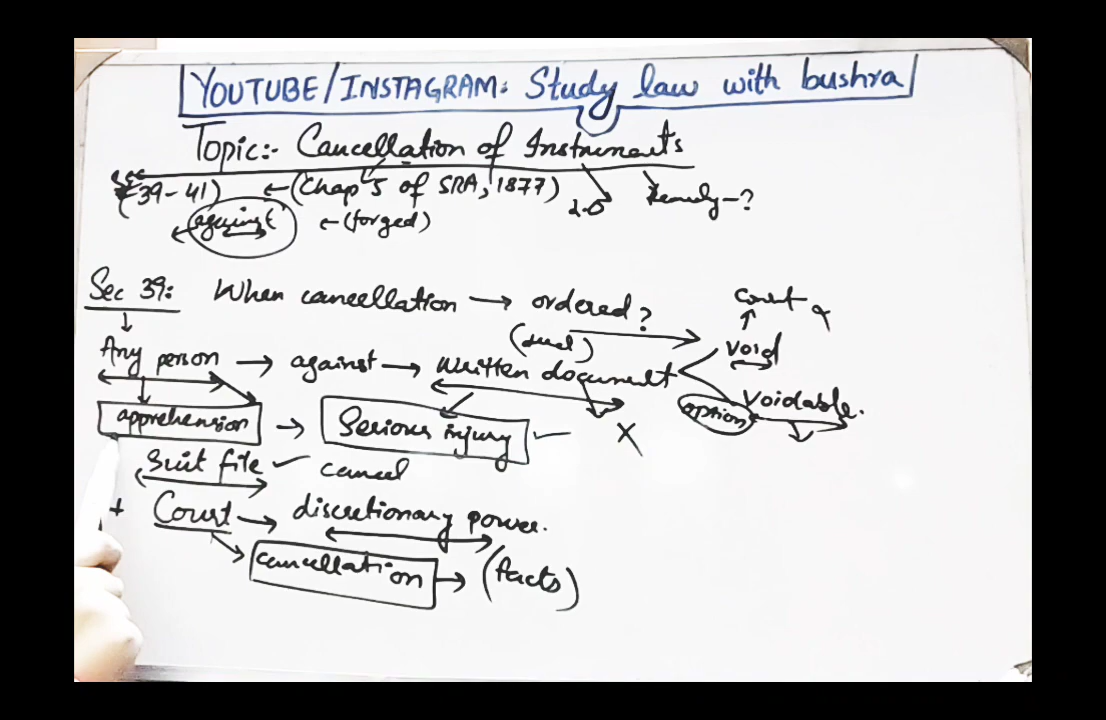 YOUTUBE/INSTAGRAM: Study law with bushra
Topic:- Cancellation of Instruments
(39-41) ← (Chap 5 of SRA, 1877)
Remedy-?
against ← (forged)
Sec 39: When cancellation → ordered?
Court
(deed)
void
Any person → against → written document
Voidable.
option
apprehension → Serious injury
X
Suit file cancel
+ Court → discretionary power.
cancellation → (facts)